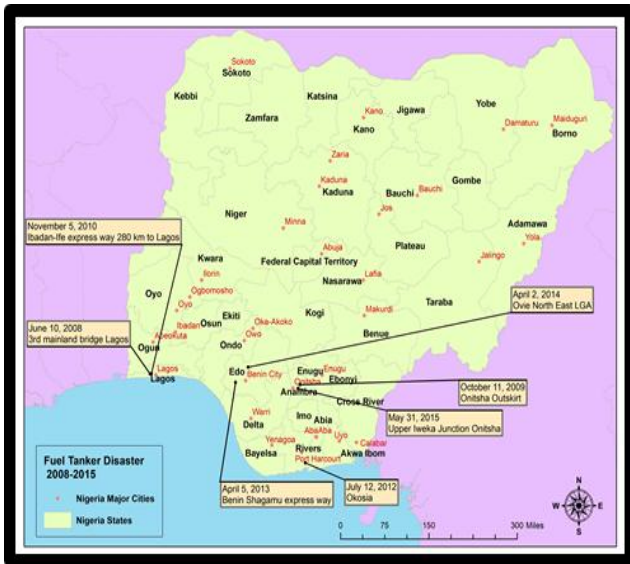 Sokoto
Sokoto
Kebbi
Katsina
Zamfara
Kano
Kano
Jigawa
Yobe
Damaturu
Maiduguri
Borno
Zaria
Kaduna
Kaduna
Bauchi
Bauchi
Gombe
Jos
Niger
Minna
Adamawa
Yola
November 5, 2010
Ibadan-Ife express way 280 km to Lagos
Kwara
Abuja
Plateau
Federal Capital Territory
Jalingo
Nasarawa
Lafia
Ilorin
Ogbomosho
Oyo
Oyo
Taraba
April 2, 2014
Ovie North East LGA
Kogi
Makurdi
Ekiti
Oka-Akoko
Osun
Ibadan
Benue
June 10, 2008
3rd mainland bridge Lagos
Abeokuta
Ogun
Owo
Ondo
Lagos
Lagos
Edo
Benin City
Enugu
Enugu
Ebonyi
Onitsha
Anambra
October 11, 2009
Onitsha Outskirt
Cross River
May 31, 2015
Upper Iweka Junction Onitsha
Warri
Delta
Imo
Abia
AbaAba
Uyo
Calabar
Yenagoa
Bayelsa
Rivers
Port Harcourt
Akwa Ibom
Fuel Tanker Disaster
2008-2015
Nigeria Major Cities
Nigeria States
April 5, 2013
Benin Shagamu express way
July 12, 2012
Okosia
N
W
E
S
0 75 150 300 Miles